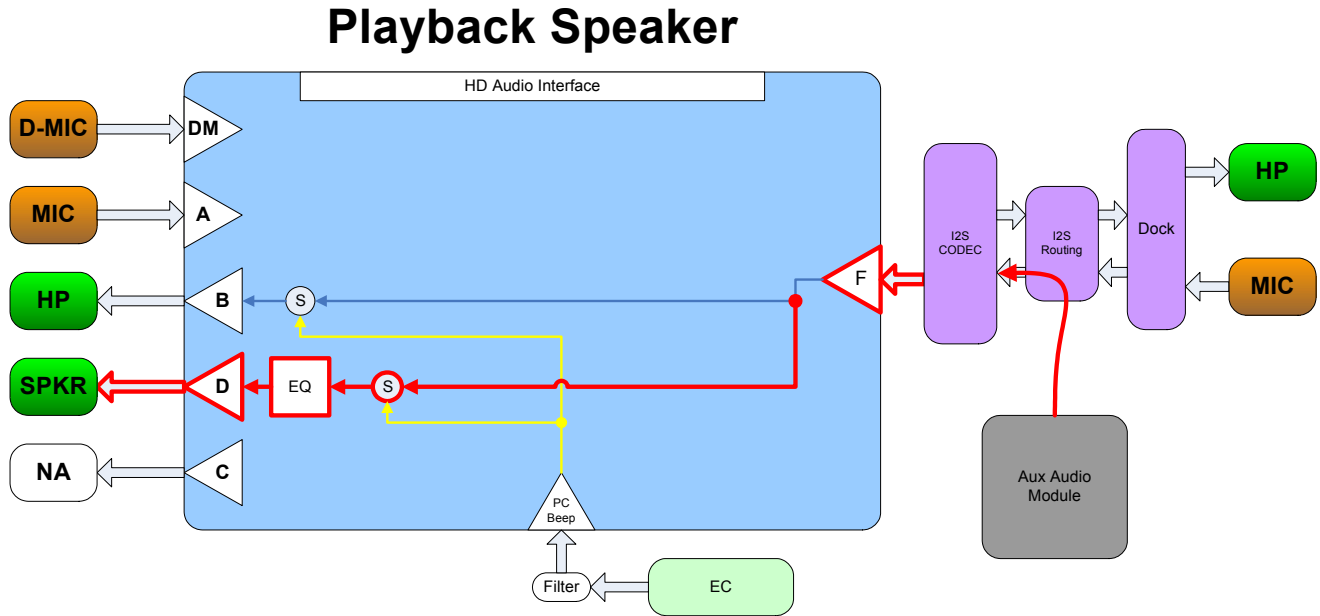 Playback Speaker
HD Audio Interface
D-MIC
DM
MIC
A
HP
B
S
SPKR
D
EQ
S
NA
C
F
I2S
CODEC
I2S
Routing
Dock
HP
MIC
PC
Beep
Filter
EC
Aux Audio
Module